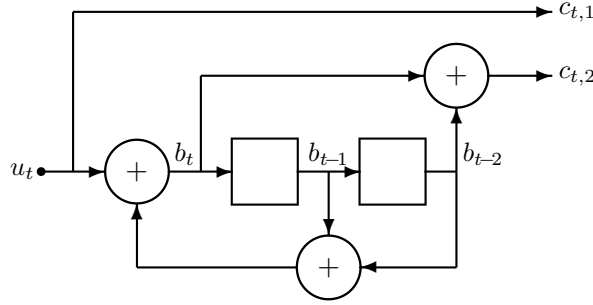 c_{t,1}
+ c_{t,2}
u_t + b_t b_{t-1} b_{t-2}
+